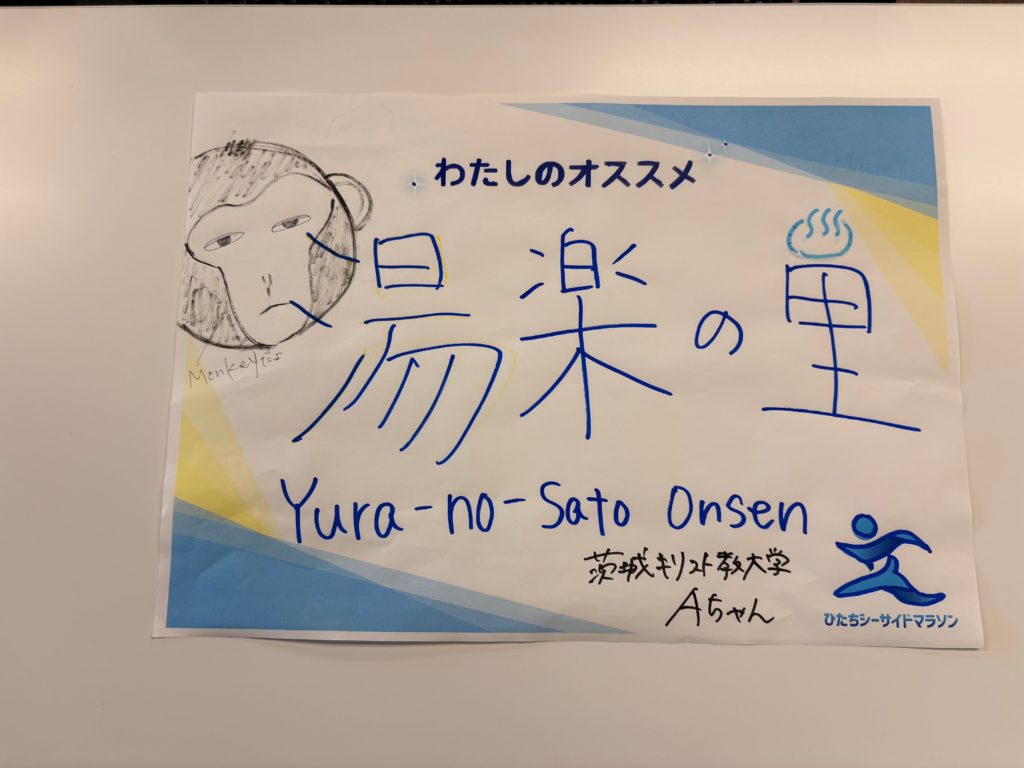 わたしのオススメ
湯楽の里
Yura-no-Sato Onsen
茨城キリスト教大学
Aちゃん
ひたちシーサイドマラソン